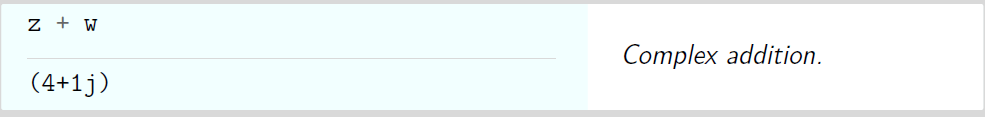 z + w
(4+1j)
Complex addition.